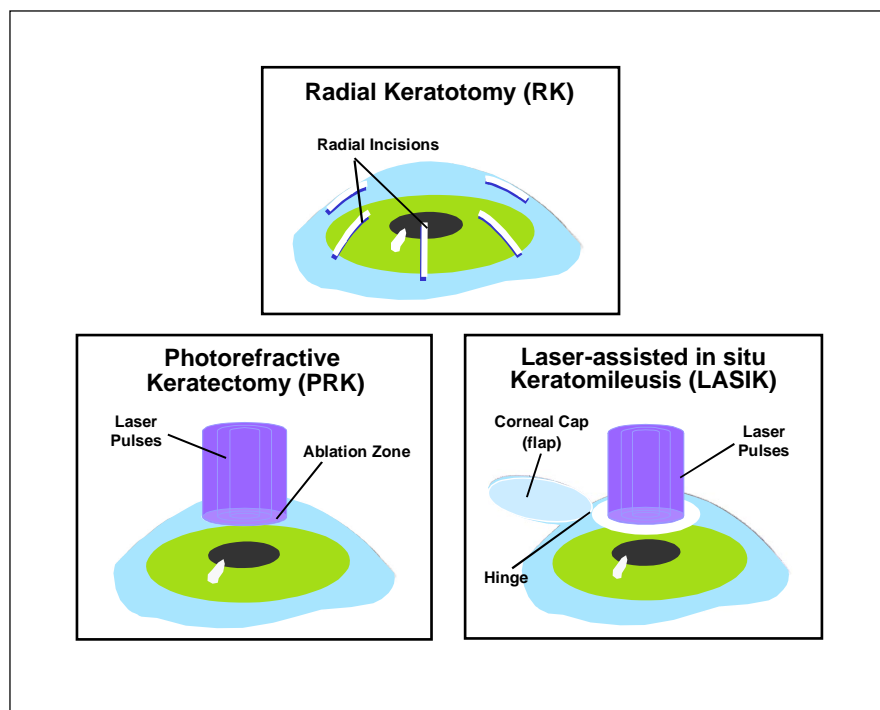 Radial Keratotomy (RK)
Radial Incisions
Photorefractive
Keratectomy (PRK)
Laser
Pulses
Ablation Zone
Laser-assisted in situ
Keratomileusis (LASIK)
Corneal Cap
(flap)
Laser
Pulses
Hinge